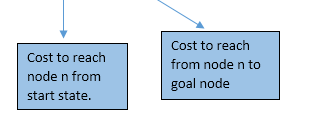 Cost to reach
node n from
start state.
Cost to reach
from node n to
goal node